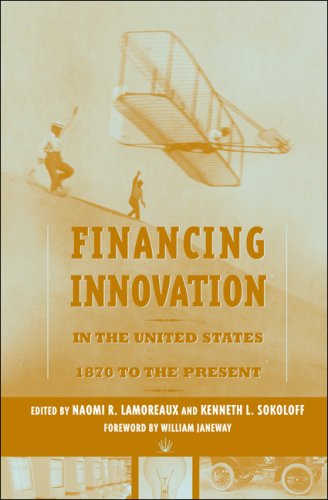 FINANCING
INNOVATION
IN THE UNITED STATES
1870 TO THE PRESENT
EDITED BY NAOMI R. LAMOREAUX AND KENNETH L. SOKOLOFF
FOREWORD BY WILLIAM JANEWAY